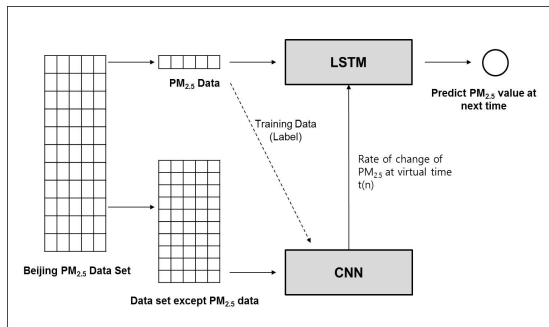 LSTM
PM2.5 Data
Predict PM2.5 value at
next time
Training Data
(Label)
Rate of change of
PM2.5 at virtual time
t(n)
Beijing PM2.5 Data Set
CNN
Data set except PM2.5 data